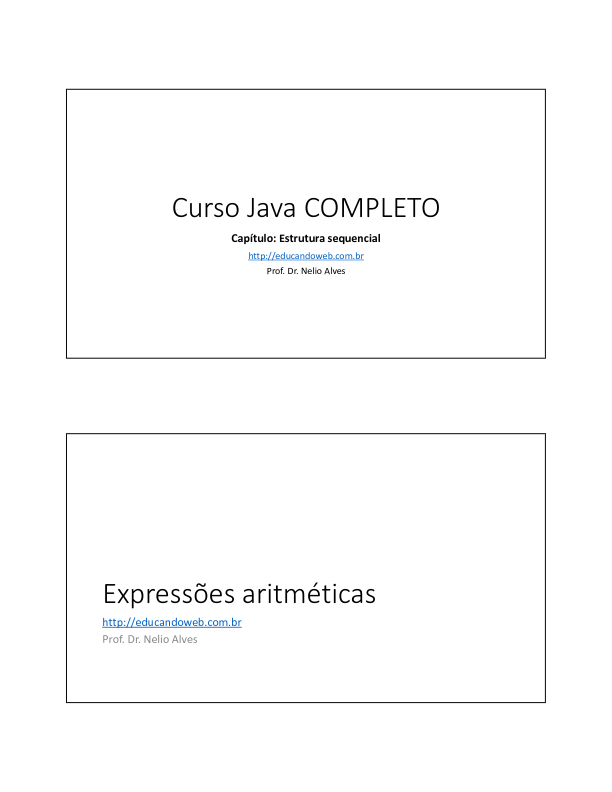 Curso Java COMPLETO
Capítulo: Estrutura sequencial
http://educandoweb.com.br
Prof. Dr. Nelio Alves
Expressões aritméticas
http://educandoweb.com.br
Prof. Dr. Nelio Alves